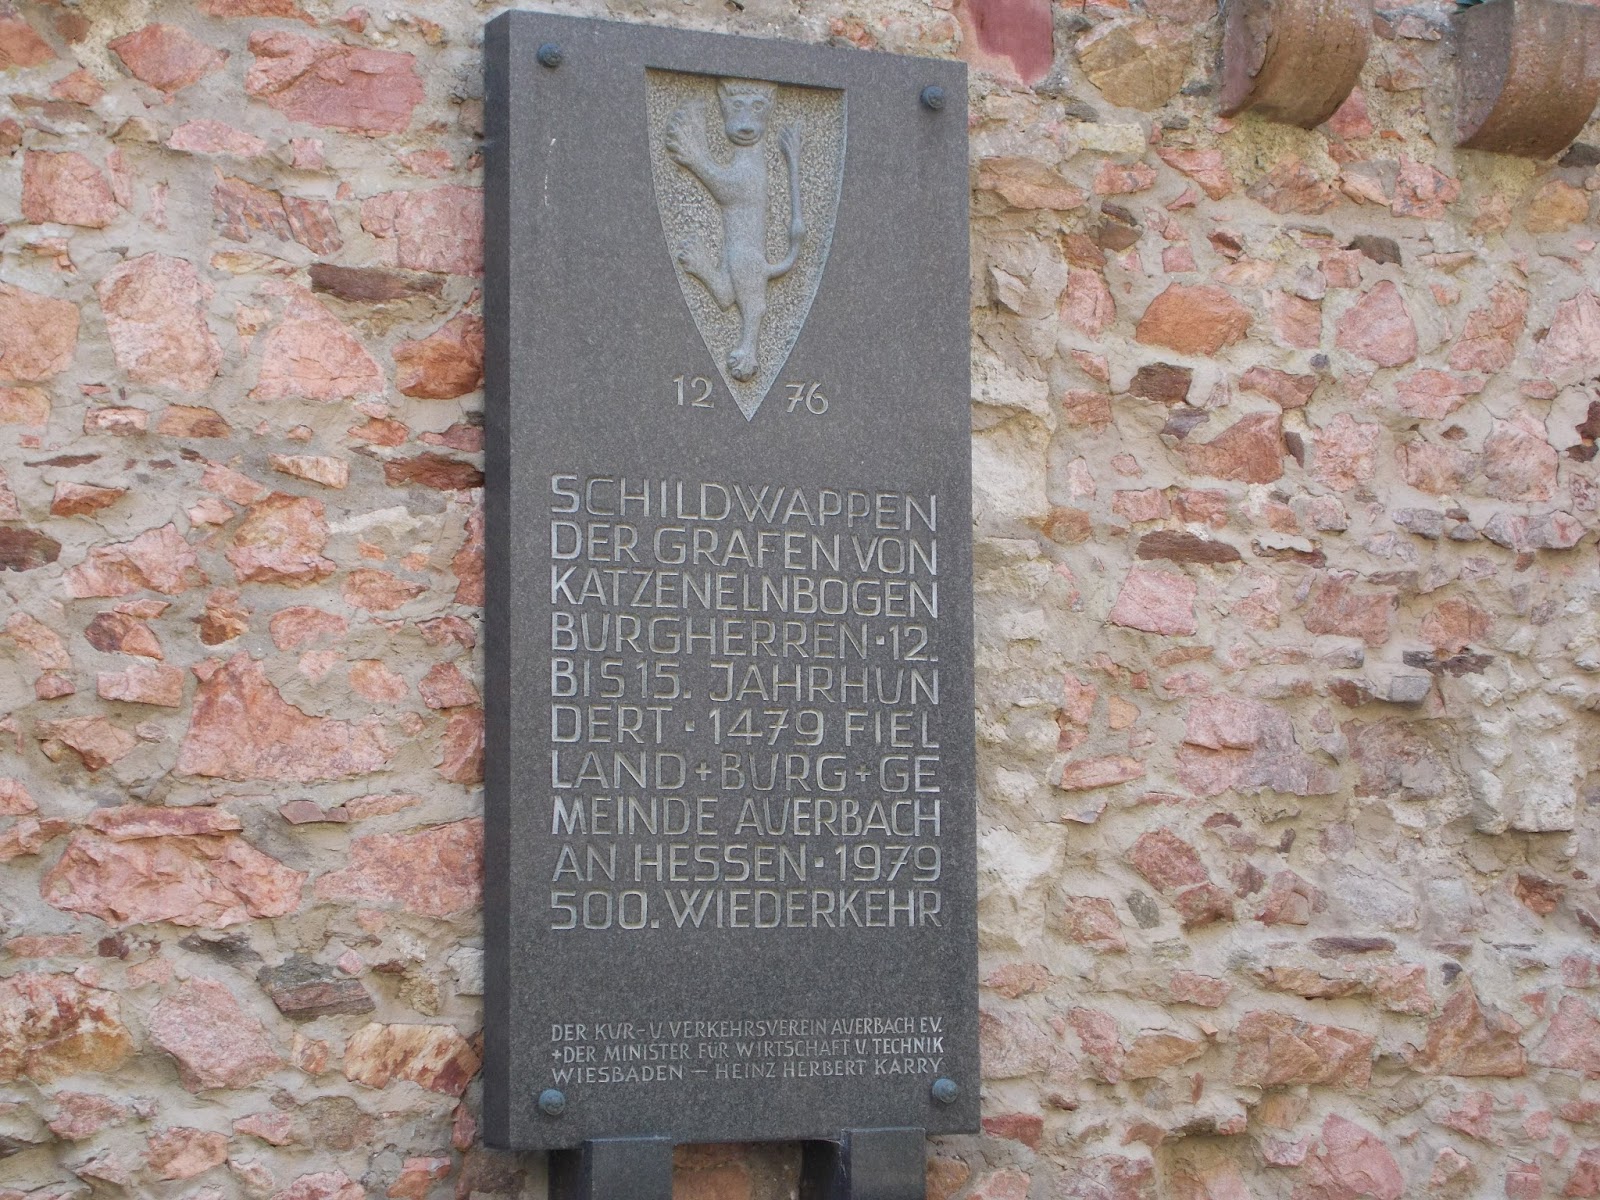 12 76
SCHILDWAPPEN
DER GRAFEN VON
KATZENELNBOGEN
BURGHERREN · 12.
BIS 15. JAHRHUN
DERT · 1479 FIEL
LAND + BURG + GE
MEINDE AUERBACH
AN HESSEN · 1979
500. WIEDERKEHR
DER KUR- U. VERKEHRSVEREIN AUERBACH E.V.
+DER MINISTER FÜR WIRTSCHAFT U. TECHNIK
WIESBADEN — HEINZ HERBERT KARRY